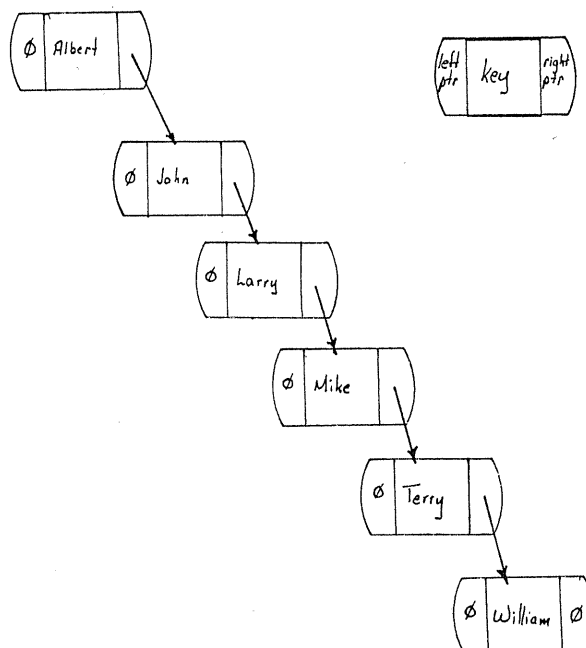 Ø Albert
left ptr key right ptr
Ø John
Ø Larry
Ø Mike
Ø Terry
Ø William Ø